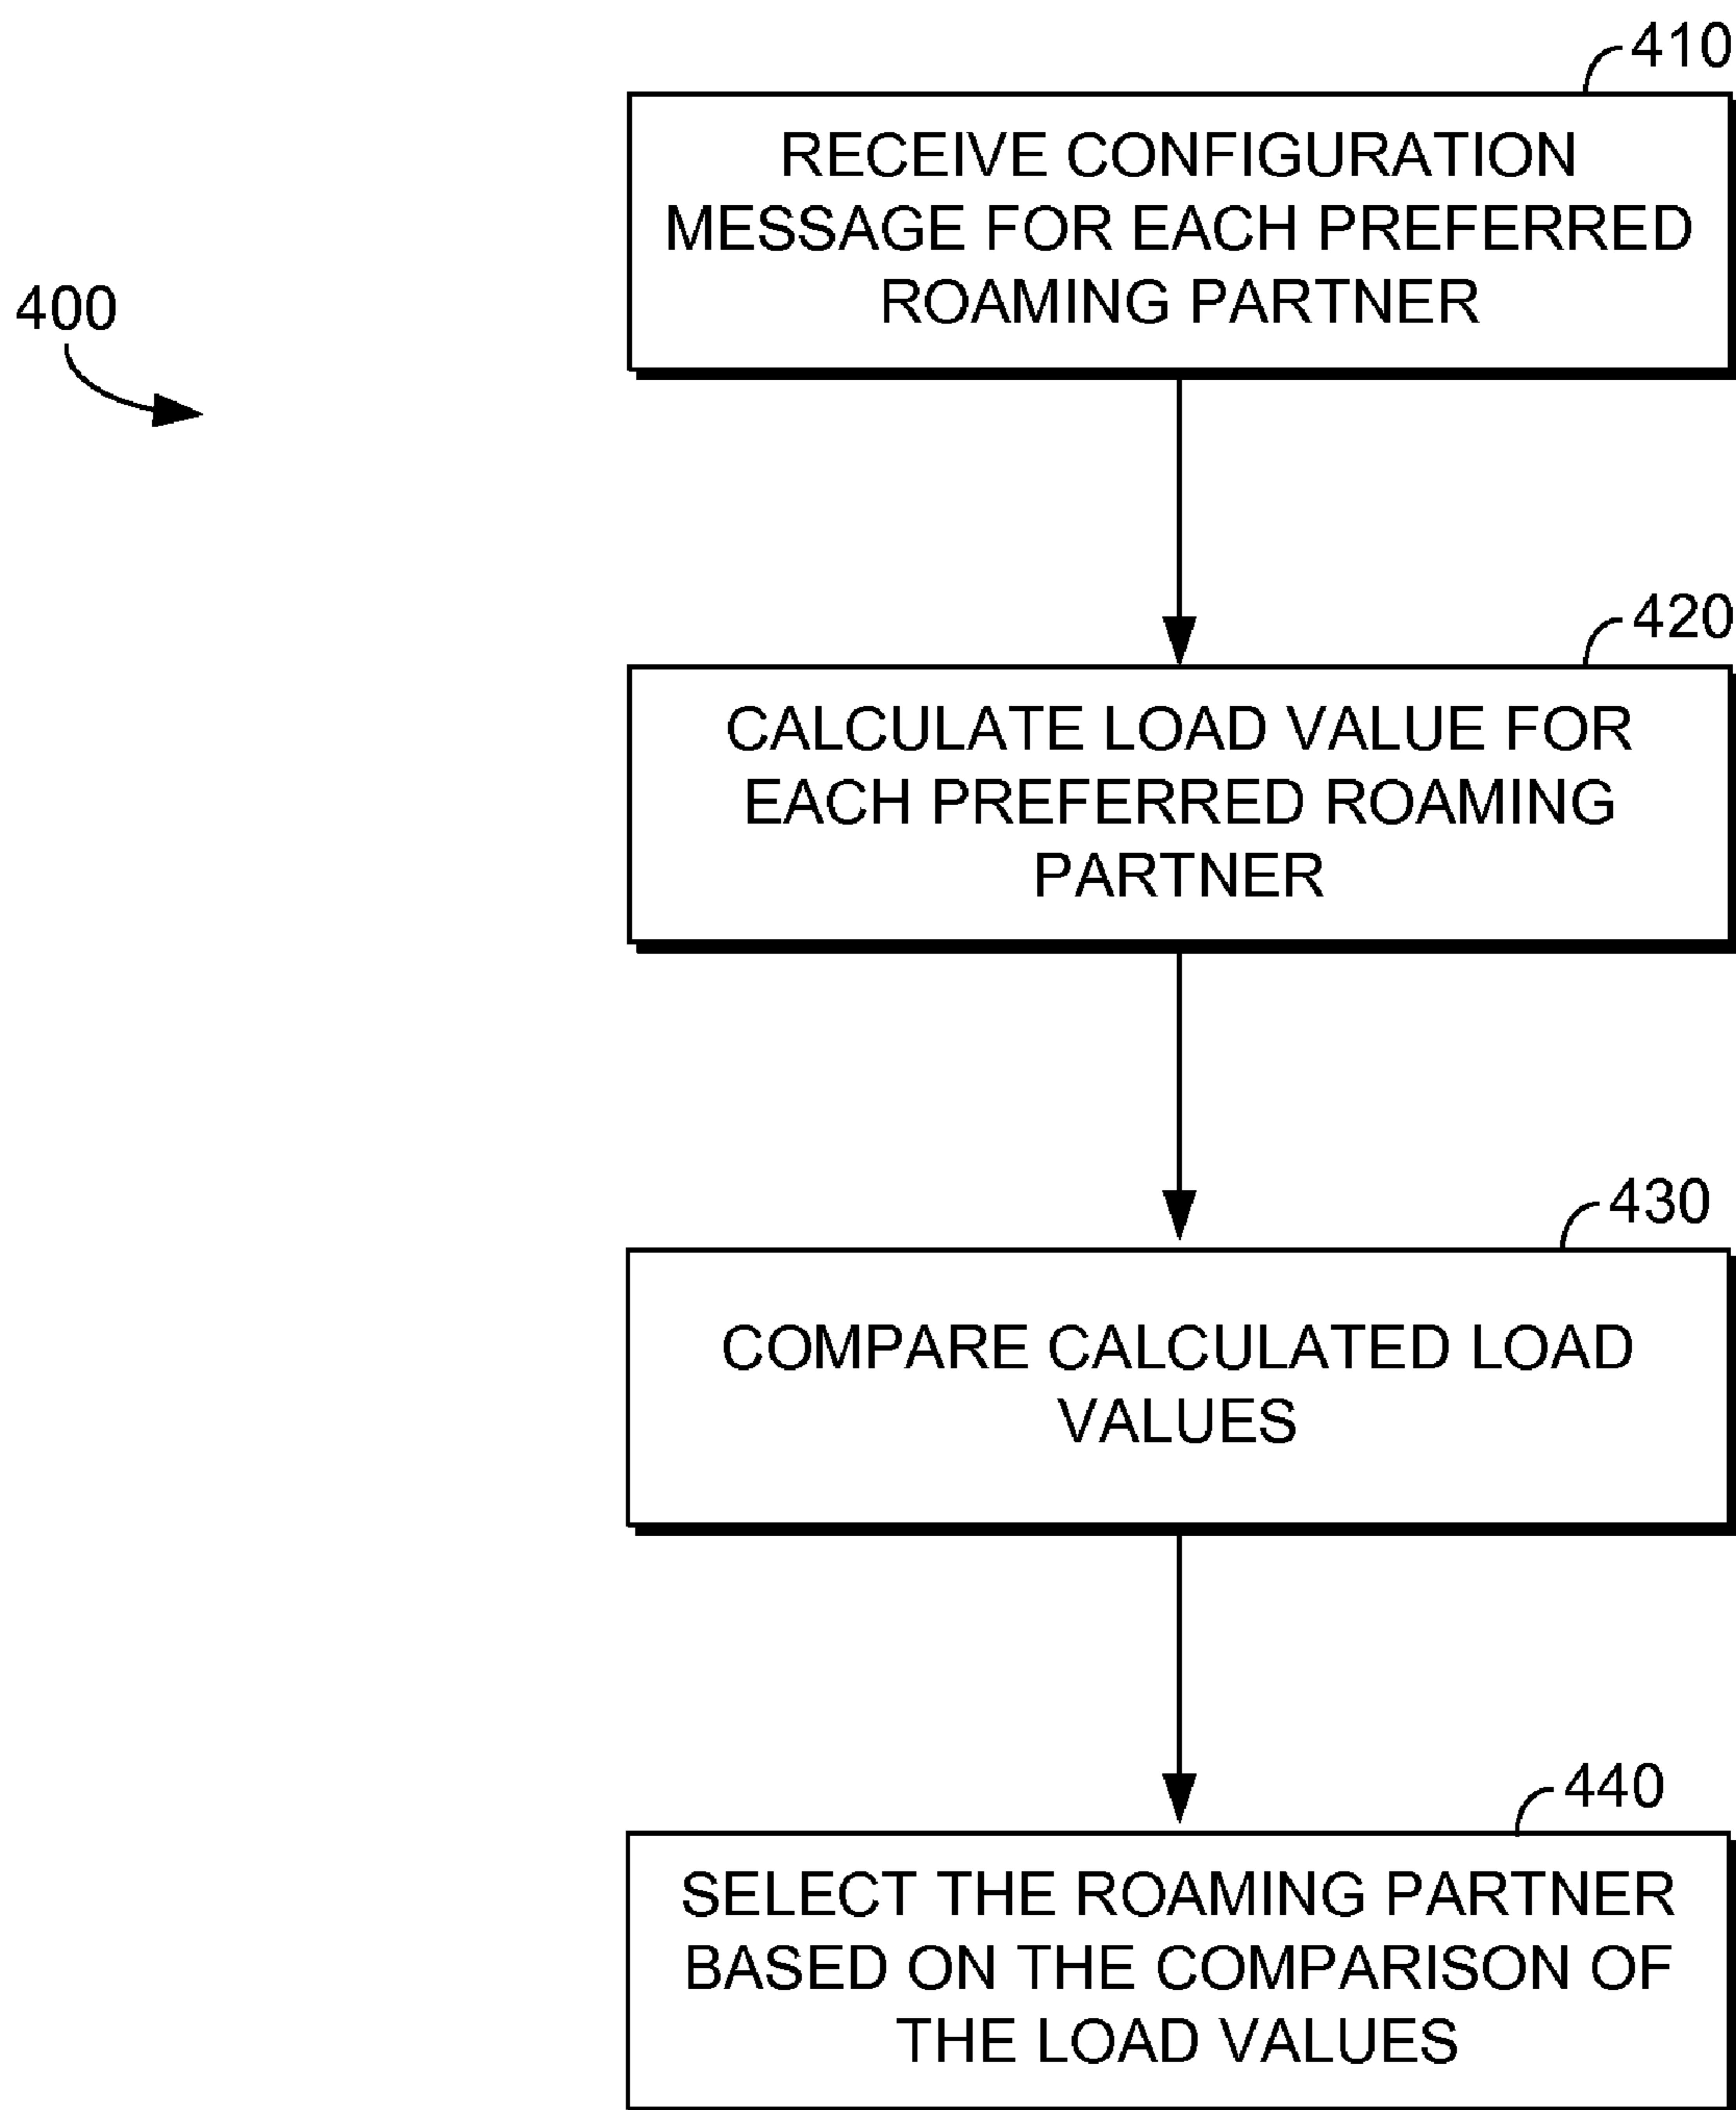 410
RECEIVE CONFIGURATION
MESSAGE FOR EACH PREFERRED
ROAMING PARTNER
400
420
CALCULATE LOAD VALUE FOR
EACH PREFERRED ROAMING
PARTNER
430
COMPARE CALCULATED LOAD
VALUES
440
SELECT THE ROAMING PARTNER
BASED ON THE COMPARISON OF
THE LOAD VALUES